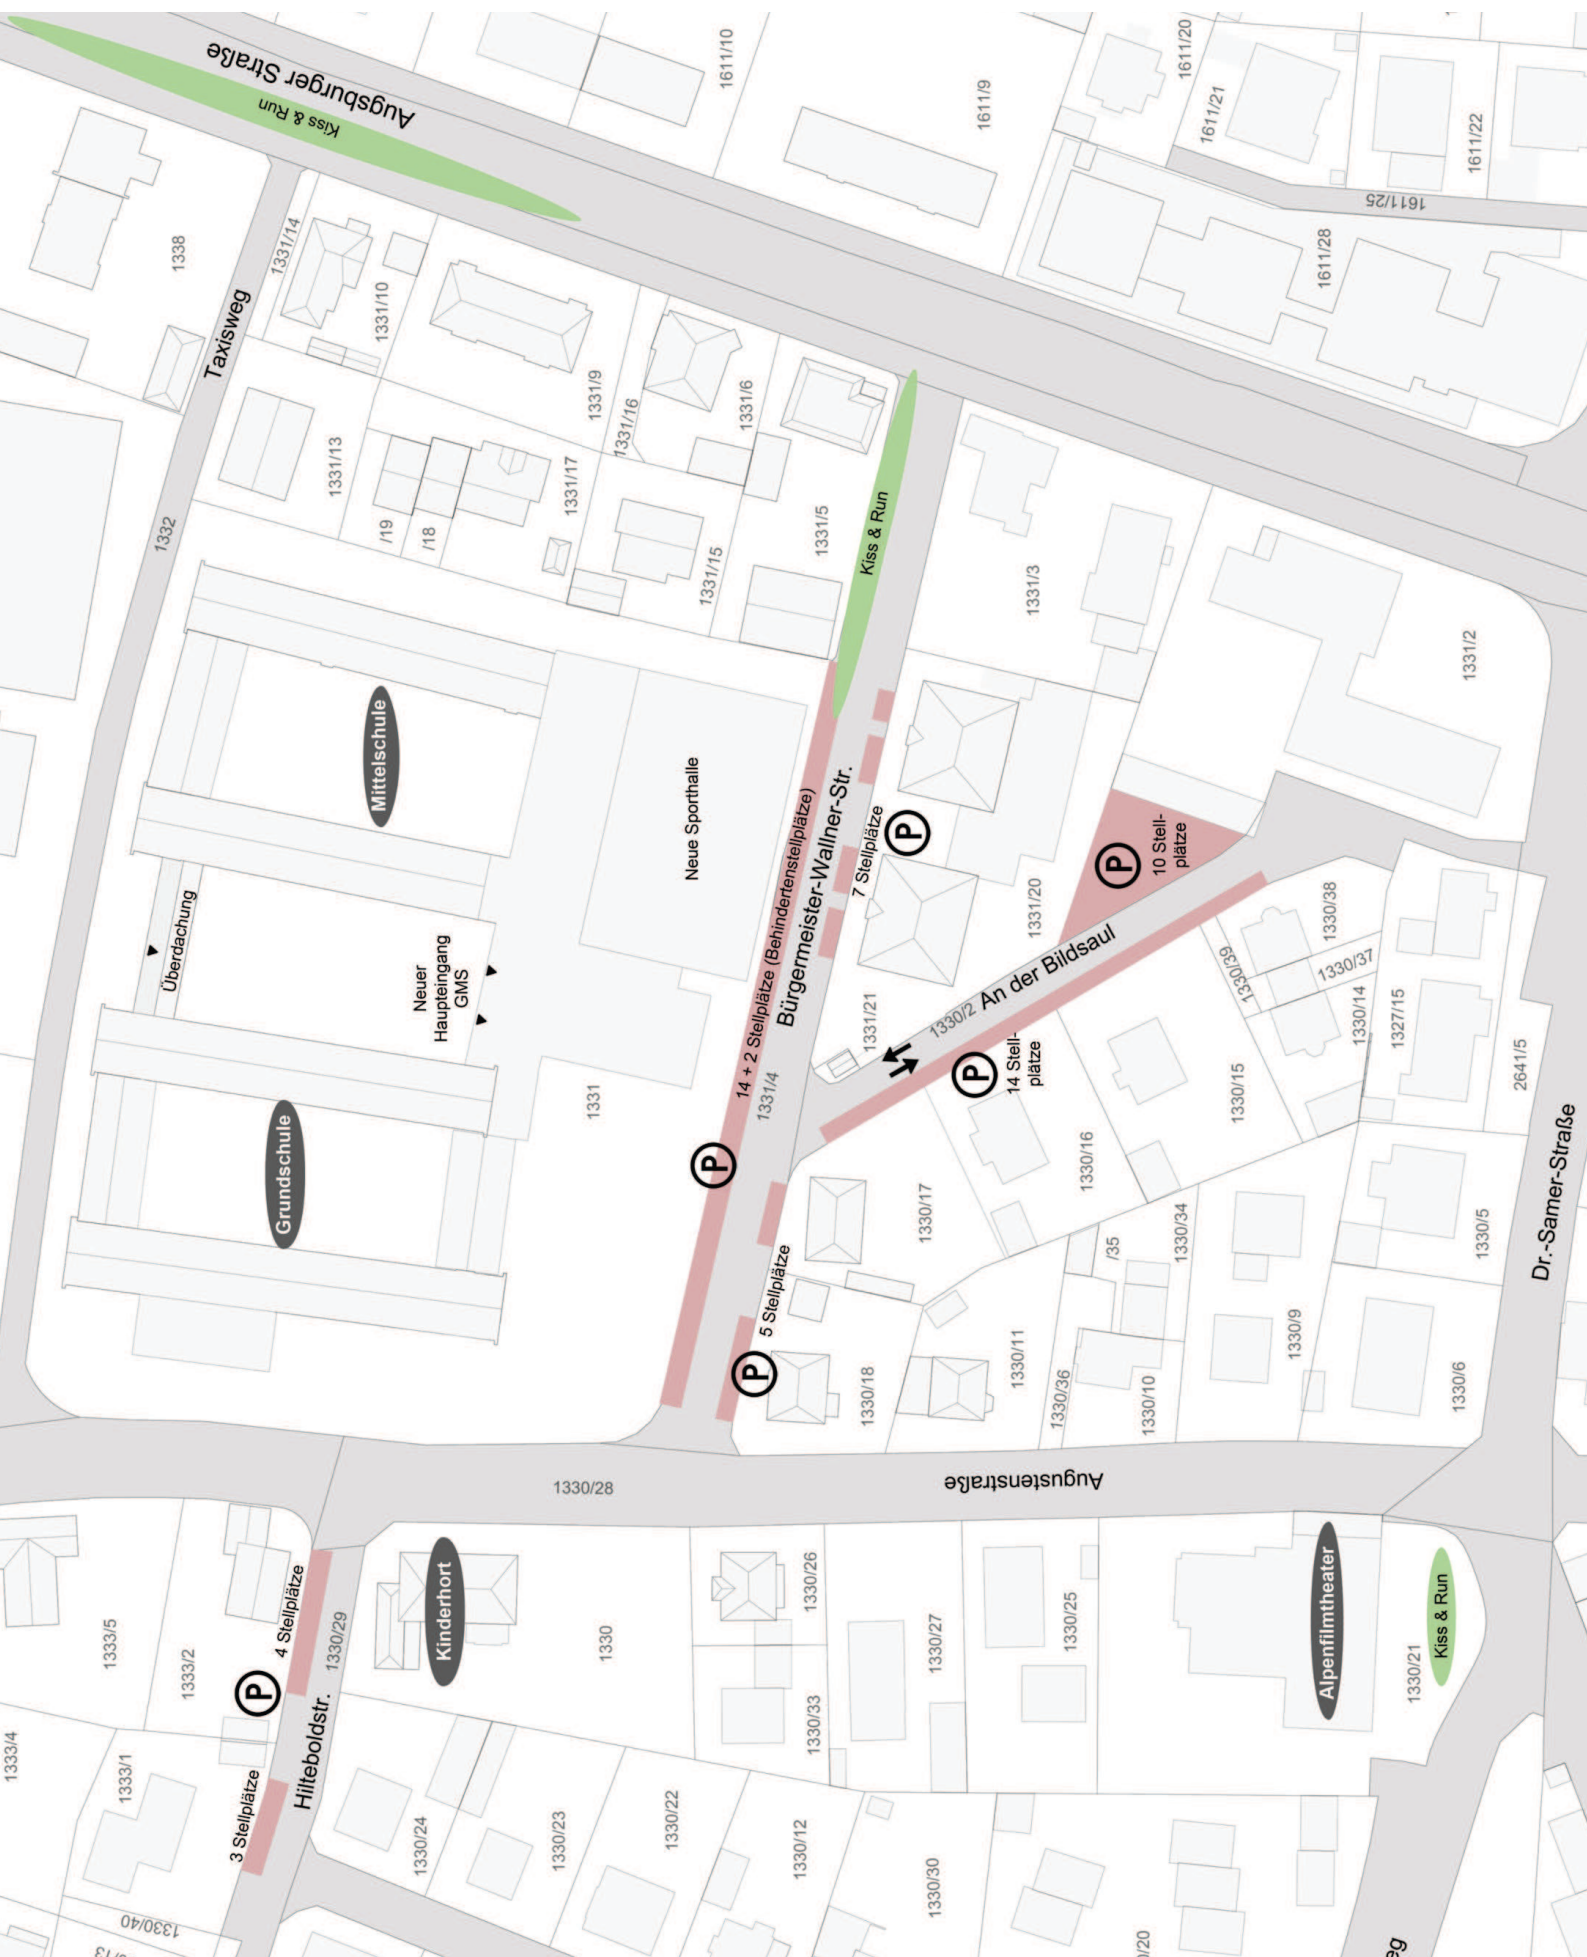 Augsburger Straße
Kiss & Run
1611/10
1611/9
1611/20
1611/21
1611/22
1611/25
1611/28
1338
1331/14
1331/10
Taxisweg
1331/9
1331/16
1331/6
1331/13
/19
/18
1331/17
1331/15
1331/5
Kiss & Run
1332
1331/3
1331/2
Mittelschule
Neue Sporthalle
14 + 2 Stellplätze (Behindertenstellplätze)
Bürgermeister-Wallner-Str.
7 Stellplätze
P
P
10 Stell-
plätze
1331/20
Überdachung
Neuer
Haupteingang
GMS
1331
1331/4
1331/21
1330/2
An der Bildsaul
P
14 Stell-
plätze
1330/38
1330/39
1330/37
1330/14
1327/15
2641/5
1330/15
1330/16
Grundschule
P
1330/17
5 Stellplätze
P
1330/18
1330/11
/35
1330/34
1330/36
1330/10
1330/9
1330/5
1330/6
Dr.-Samer-Straße
1330/28
Augustenstraße
1333/5
1333/2
4 Stellplätze
P
1330/29
Kinderhort
1330
1330/26
1330/33
1330/27
1330/25
Alpenfilmtheater
1330/21
Kiss & Run
1333/4
1333/1
3 Stellplätze
Hilteboldstr.
1330/24
1330/23
1330/22
1330/12
1330/30
1330/40
/13
/20
eg